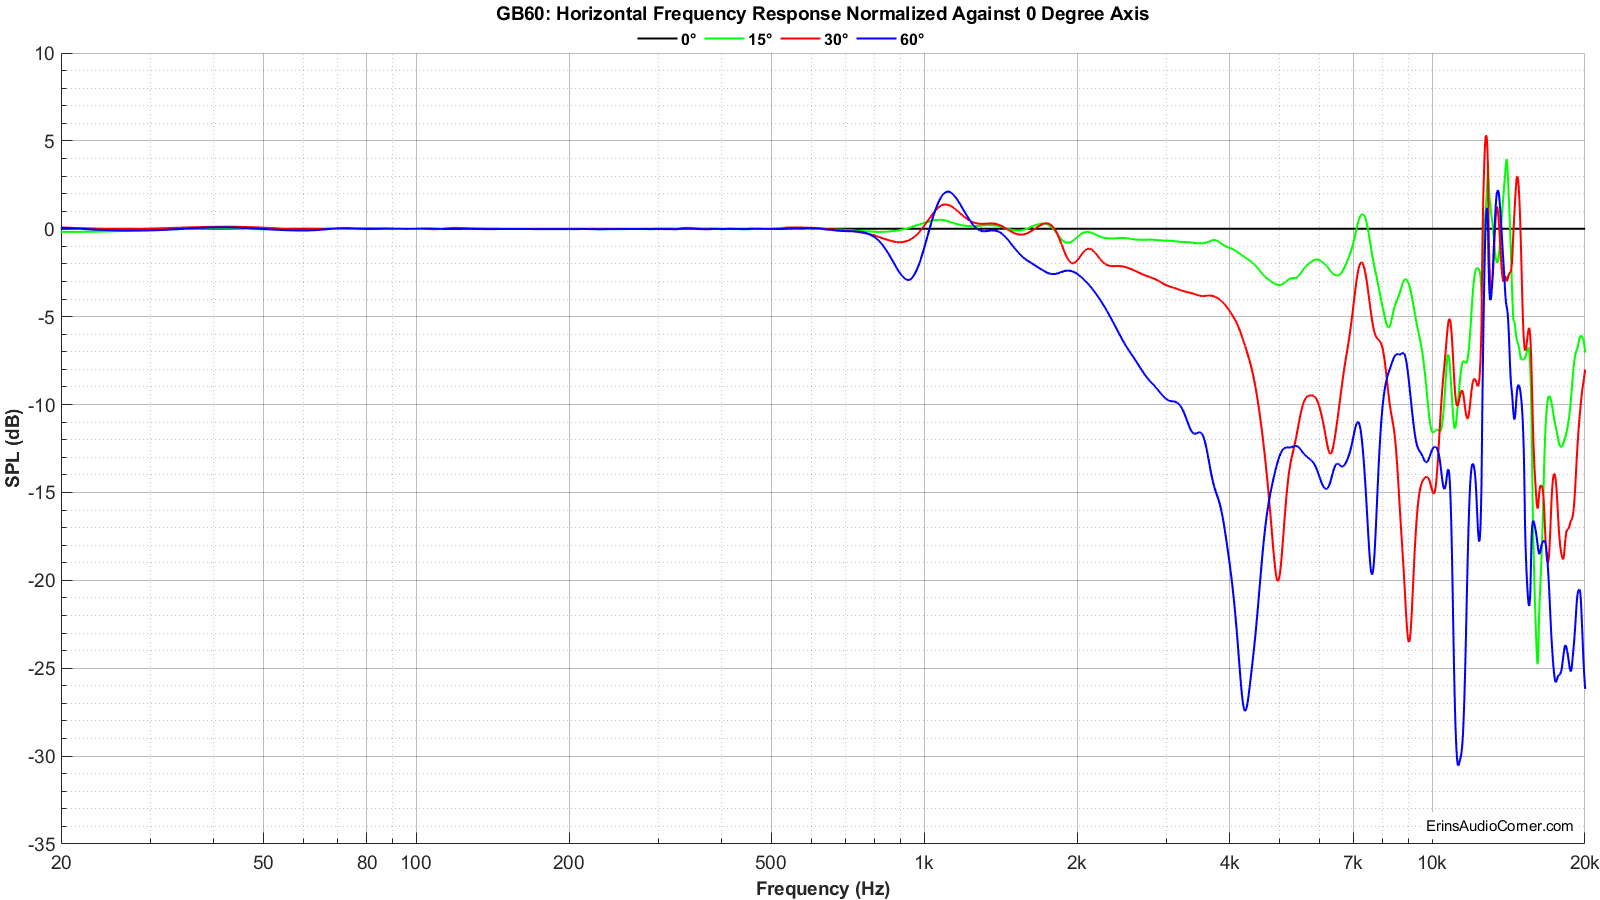 GB60: Horizontal Frequency Response Normalized Against 0 Degree Axis
0° 15° 30° 60°
10
5
0
-5
-10
-15
-20
-25
-30
-35
SPL (dB)
ErinsAudioCorner.com
20 50 80 100 200 500 1k 2k 4k 7k 10k 20k
Frequency (Hz)